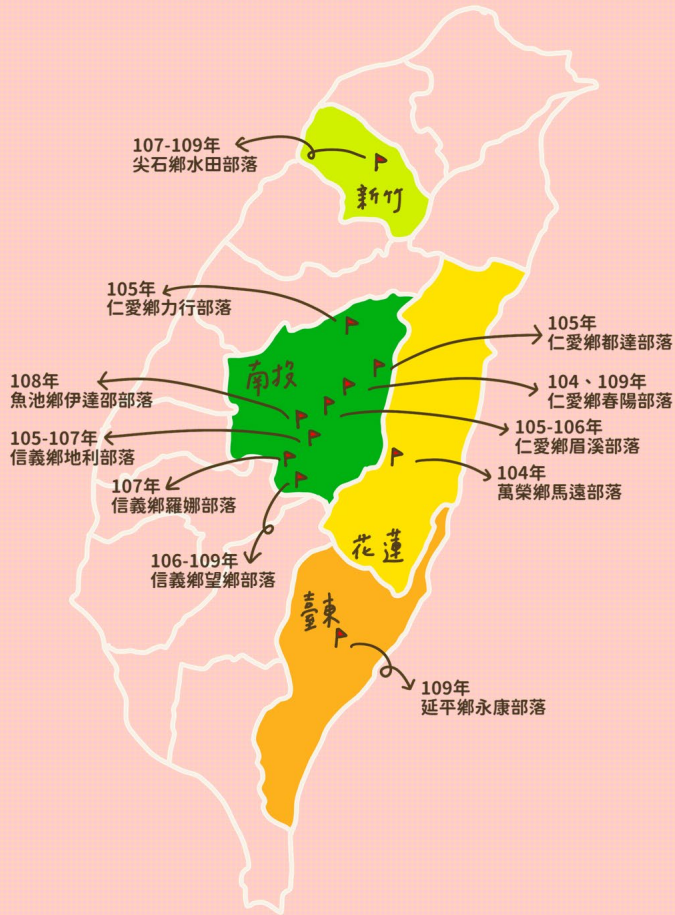 107-109年
尖石鄉水田部落
新竹
105年
仁愛鄉力行部落
105年
仁愛鄉都達部落
南投
108年
魚池鄉伊達邵部落
104、109年
仁愛鄉春陽部落
105-107年
信義鄉地利部落
105-106年
仁愛鄉眉溪部落
107年
信義鄉羅娜部落
104年
萬榮鄉馬遠部落
花蓮
106-109年
信義鄉望鄉部落
臺東
109年
延平鄉永康部落